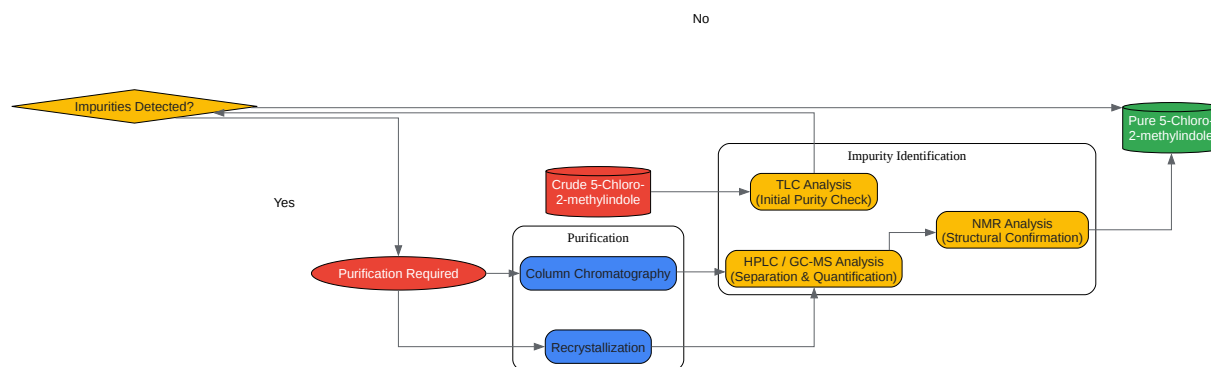 No
Impurities Detected?
Pure 5-Chloro-
2-methylindole
Impurity Identification
Crude 5-Chloro-
2-methylindole
TLC Analysis
(Initial Purity Check)
Yes
NMR Analysis
(Structural Confirmation)
Purification
HPLC / GC-MS Analysis
(Separation & Quantification)
Purification Required
Column Chromatography
Recrystallization